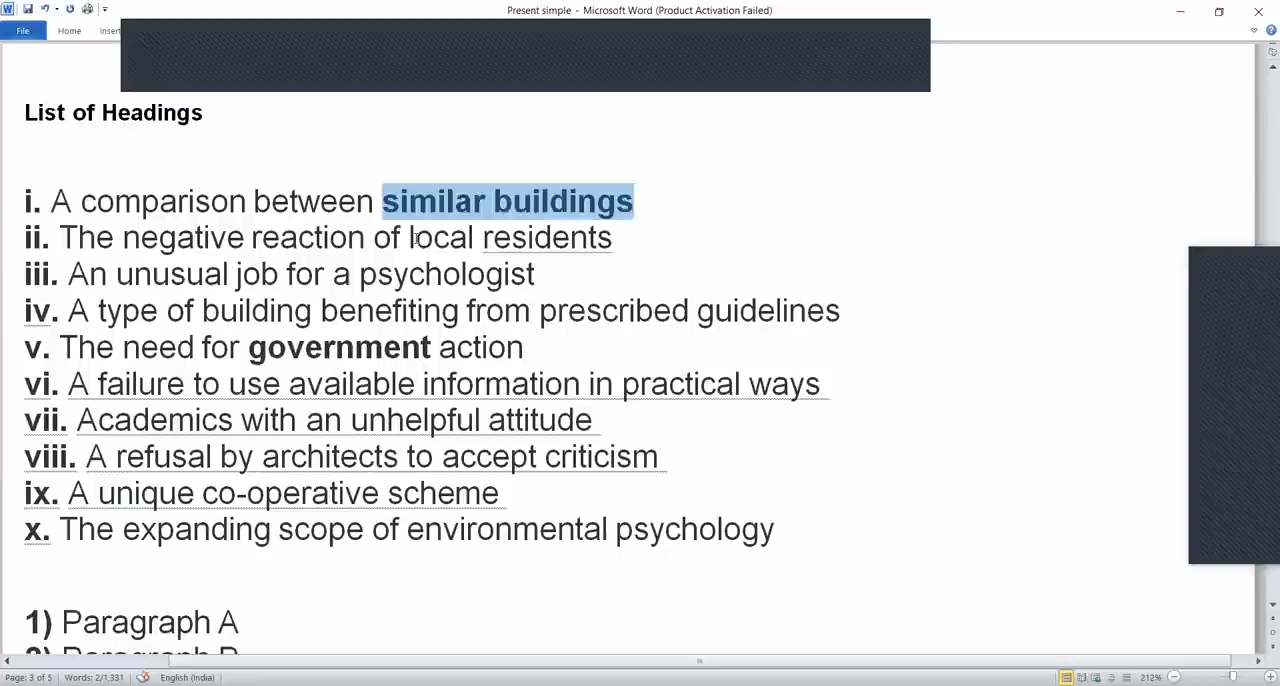 Present simple - Microsoft Word (Product Activation Failed)
File Home Insert
List of Headings
i. A comparison between similar buildings
ii. The negative reaction of local residents
iii. An unusual job for a psychologist
iv. A type of building benefiting from prescribed guidelines
v. The need for government action
vi. A failure to use available information in practical ways
vii. Academics with an unhelpful attitude
viii. A refusal by architects to accept criticism
ix. A unique co-operative scheme
x. The expanding scope of environmental psychology
1) Paragraph A
2) Paragraph B
Page: 3 of 5 Words: 2/1,331 English (India) 212%